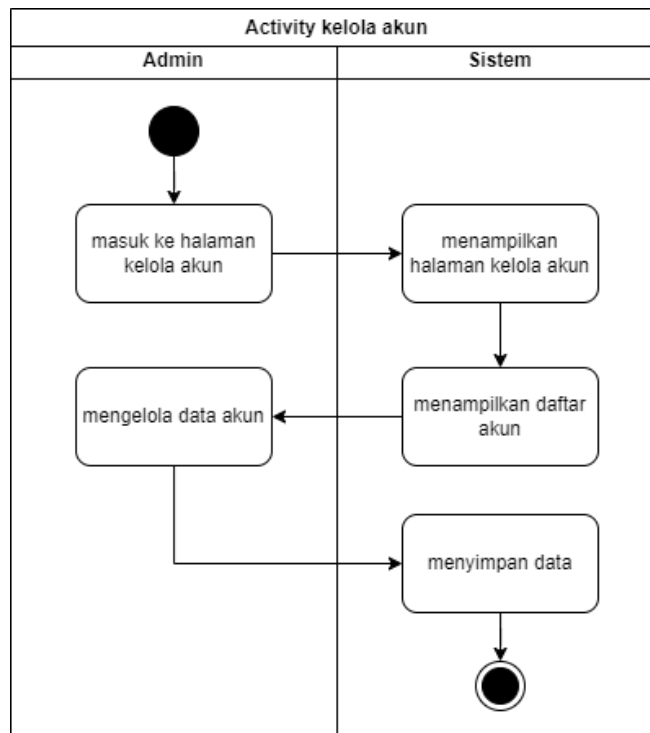 Activity kelola akun
Admin
Sistem
masuk ke halaman
kelola akun
menampilkan
halaman kelola akun
mengelola data akun
menampilkan daftar
akun
menyimpan data